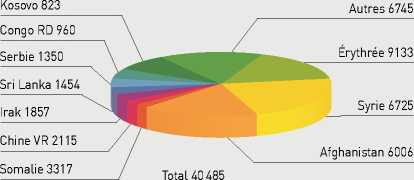 Kosovo 823
Congo RD 960
Serbie 1350
Sri Lanka 1454
Irak 1857
Chine VR 2115
Somalie 3317
Autres 6745
Érythrée 9133
Syrie 6725
Afghanistan 6006
Total 40 485